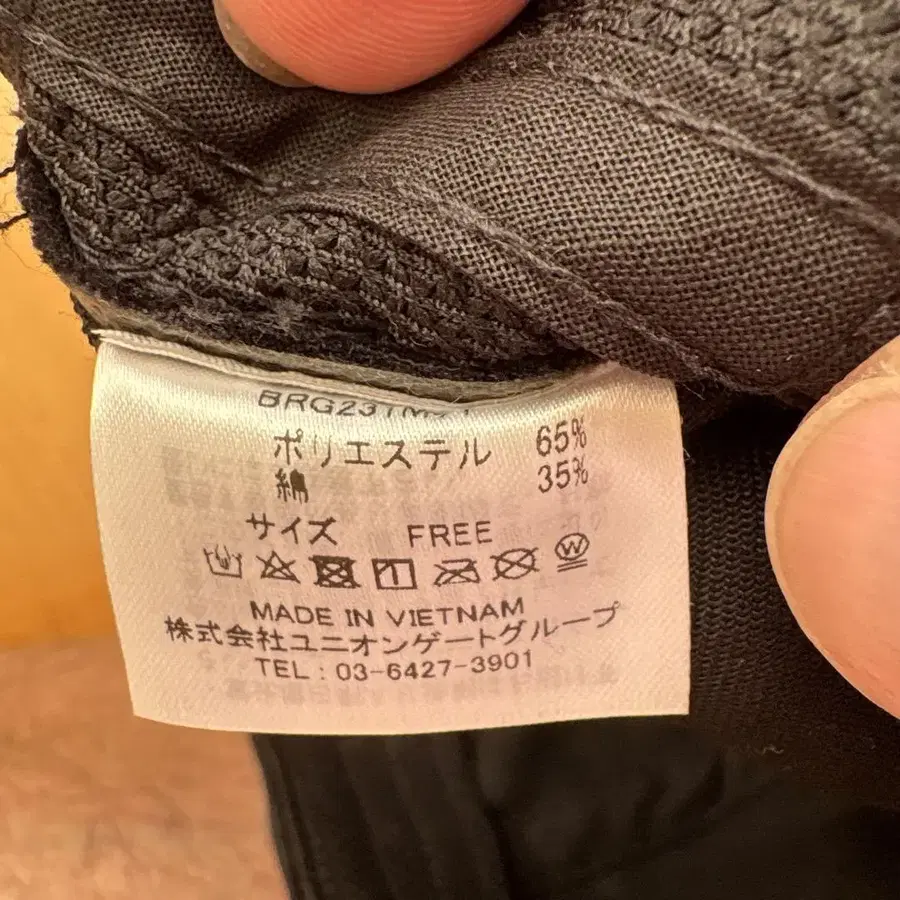 ポリエステル 65%
綿 35%
サイズ FREE
W
MADE IN VIETNAM
株式会社ユニオンゲートグループ
TEL : 03-6427-3901